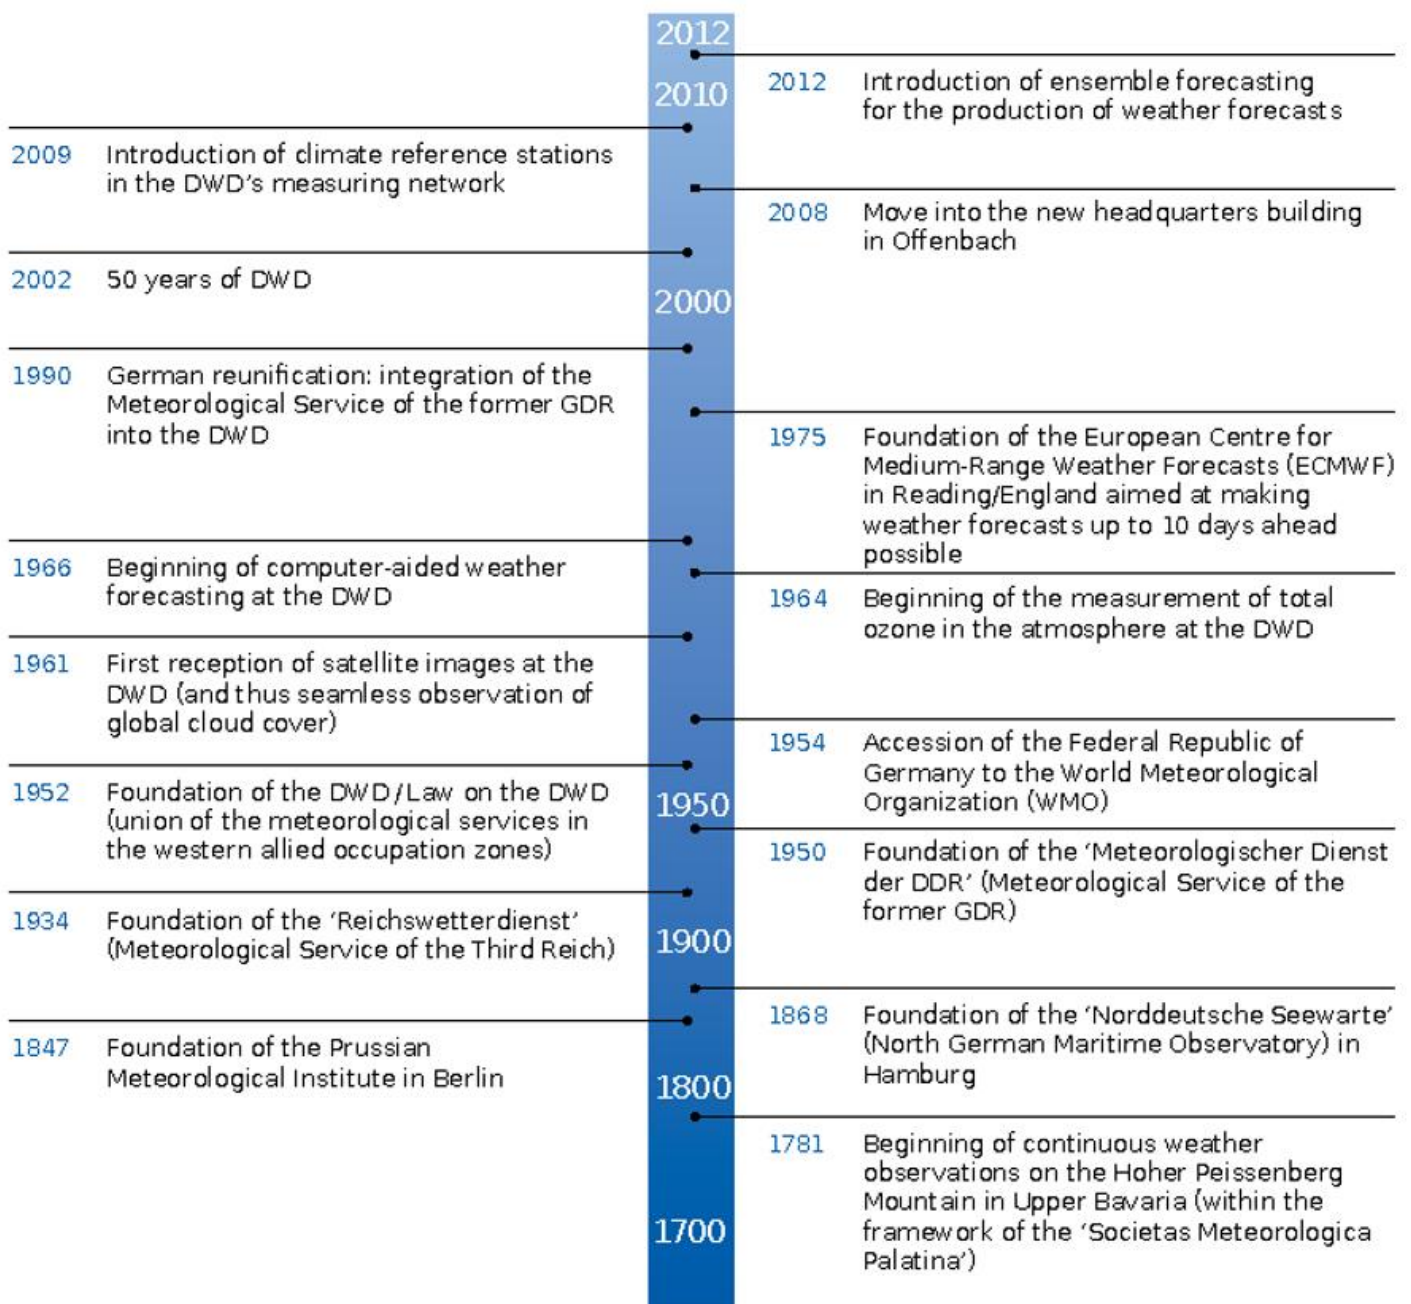 2012
2012 Introduction of ensemble forecasting
for the production of weather forecasts
2010
2009 Introduction of climate reference stations
in the DWD's measuring network
2008 Move into the new headquarters building
in Offenbach
2002 50 years of DWD
2000
1990 German reunification: integration of the
Meteorological Service of the former GDR
into the DWD
1975 Foundation of the European Centre for
Medium-Range Weather Forecasts (ECMWF)
in Reading/England aimed at making
weather forecasts up to 10 days ahead
possible
1966 Beginning of computer-aided weather
forecasting at the DWD
1964 Beginning of the measurement of total
ozone in the atmosphere at the DWD
1961 First reception of satellite images at the
DWD (and thus seamless observation of
global cloud cover)
1954 Accession of the Federal Republic of
Germany to the World Meteorological
Organization (WMO)
1952 Foundation of the DWD/Law on the DWD
(union of the meteorological services in
the western allied occupation zones)
1950
1950 Foundation of the ‘Meteorologischer Dienst
der DDR’ (Meteorological Service of the
former GDR)
1934 Foundation of the ‘Reichswetterdienst’
(Meteorological Service of the Third Reich)
1900
1868 Foundation of the ‘Norddeutsche Seewarte’
(North German Maritime Observatory) in
Hamburg
1847 Foundation of the Prussian
Meteorological Institute in Berlin
1800
1781 Beginning of continuous weather
observations on the Hoher Peissenberg
Mountain in Upper Bavaria (within the
framework of the ‘Societas Meteorologica
Palatina’)
1700